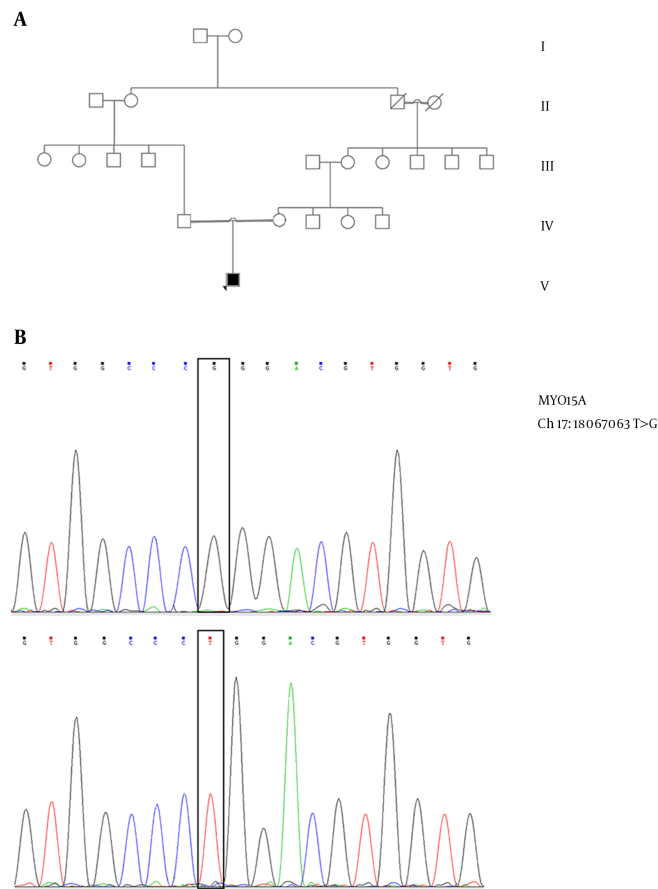 A
I
II
III
IV
V
B
G T G G C C C G G G A C G T G G T G
MYO15A
Ch 17:18067063 T>G
G T G G C C C T G G A C G T G G T G